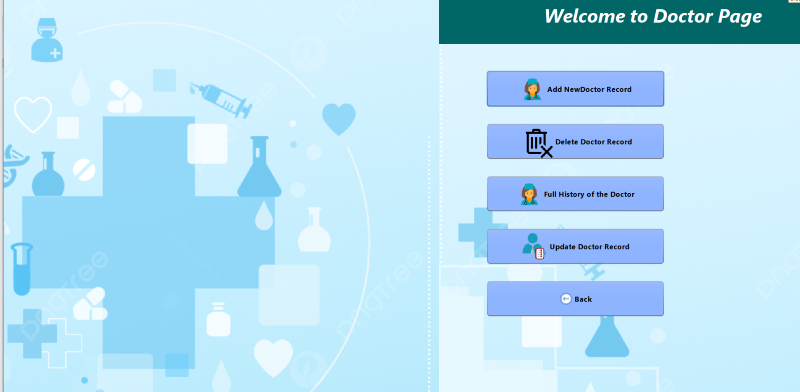 Welcome to Doctor Page
Add NewDoctor Record
Delete Doctor Record
Full History of the Doctor
Update Doctor Record
Back
pngtree
pngtree
pngtree